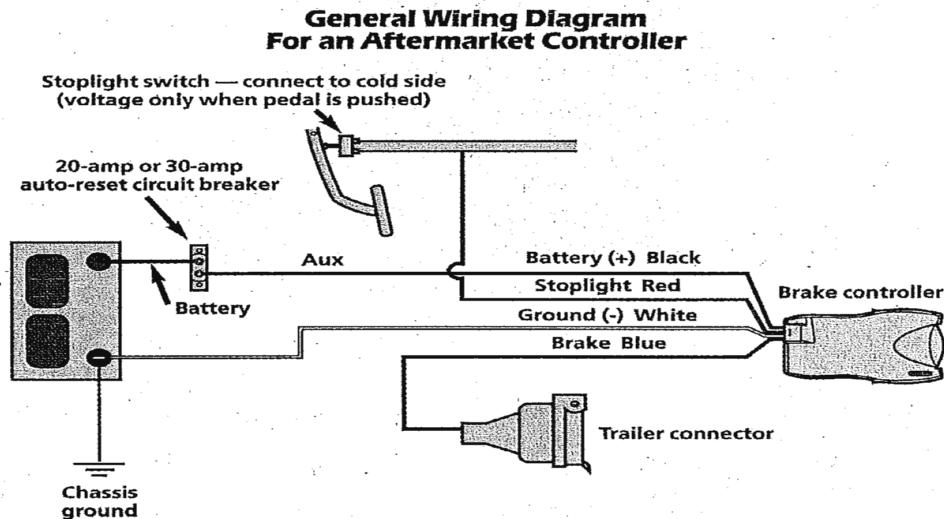 General Wiring Diagram
For an Aftermarket Controller
Stoplight switch — connect to cold side
(voltage only when pedal is pushed)
20-amp or 30-amp
auto-reset circuit breaker
Aux
Battery (+) Black
Battery
Stoplight Red
Brake controller
Ground (-) White
Brake Blue
Trailer connector
Chassis
ground